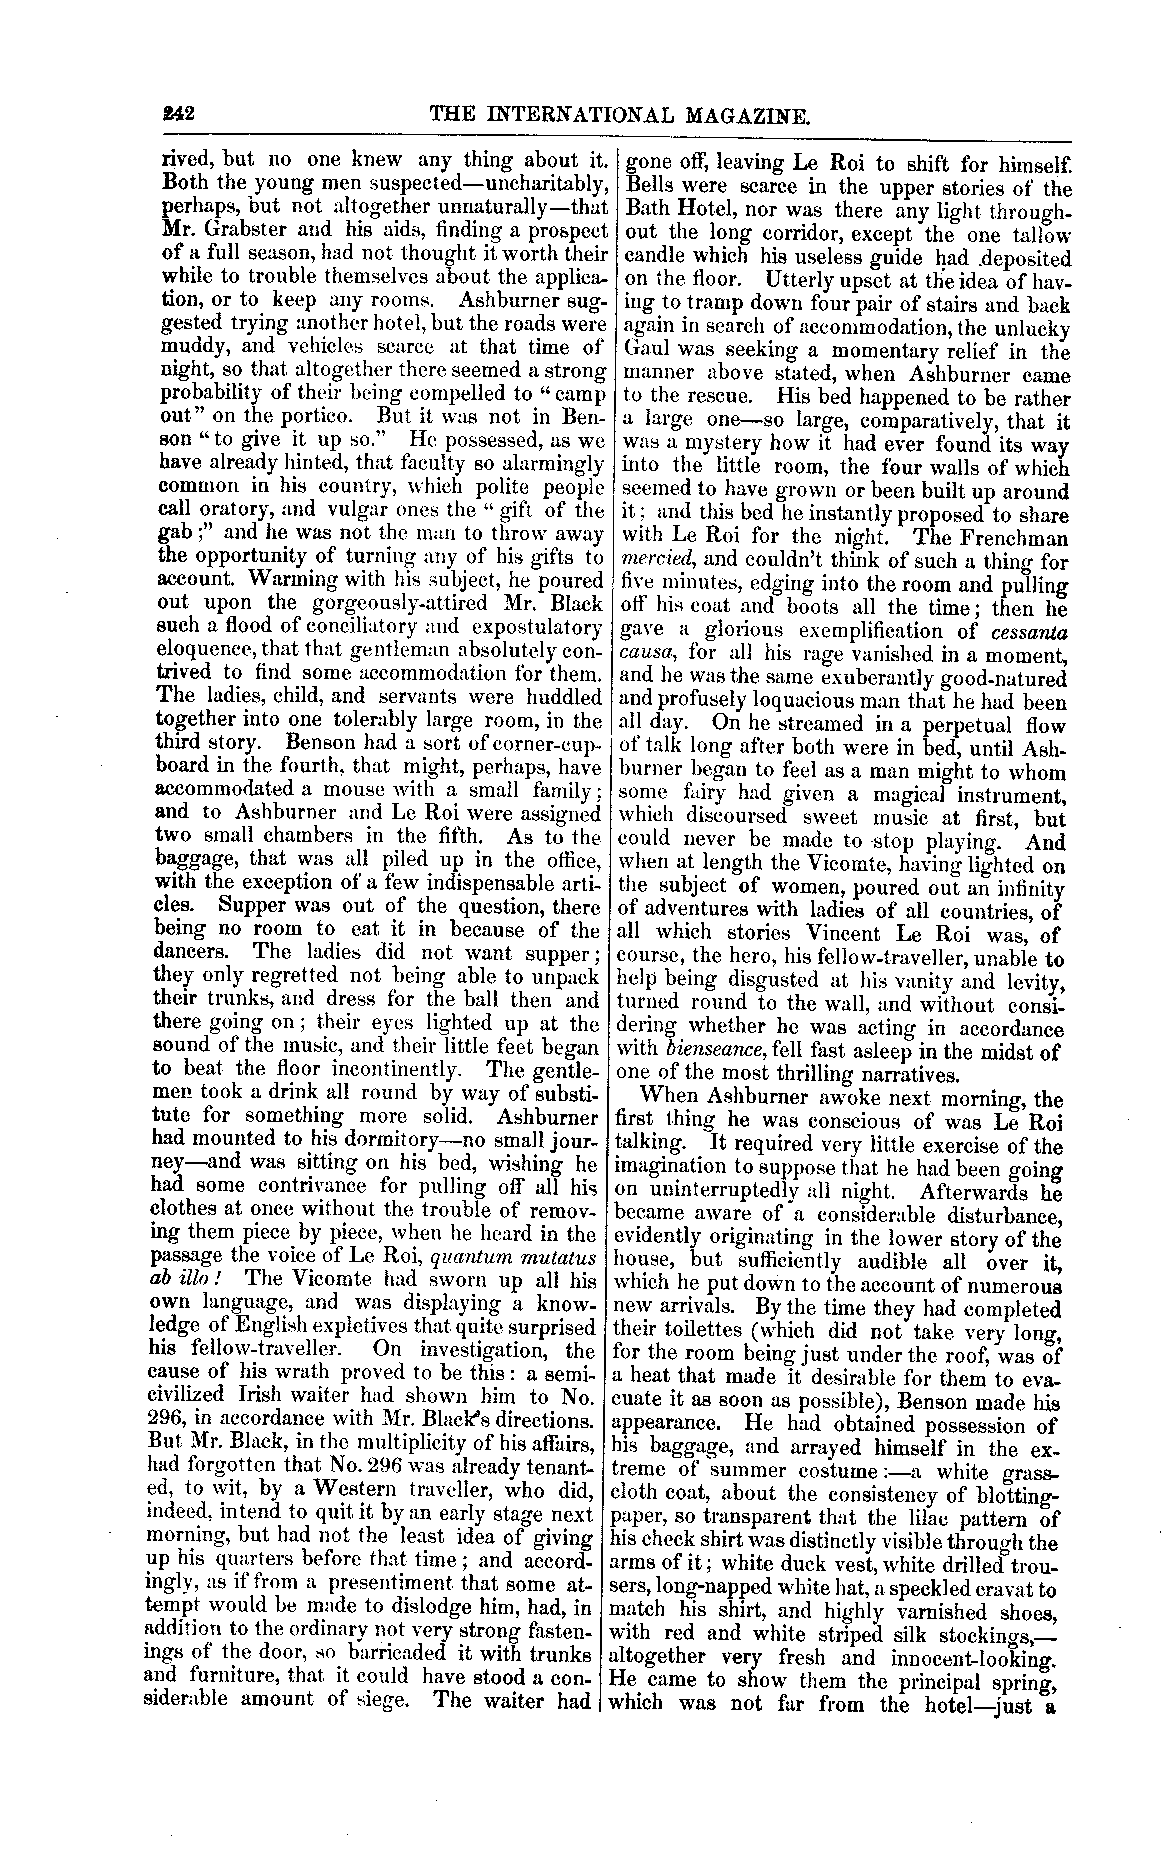 242 THE INTERNATIONAL MAGAZINE.
rived, but no one knew any thing about it.
Both the young men suspected—uncharitably,
perhaps, but not altogether unnaturally—that
Mr. Grabster and his aids, finding a prospect
of a full season, had not thought it worth their
while to trouble themselves about the applica-
tion, or to keep any rooms. Ashburner sug-
gested trying another hotel, but the roads were
muddy, and vehicles scarce at that time of
night, so that altogether there seemed a strong
probability of their being compelled to "camp
out" on the portico. But it was not in Ben-
son "to give it up so." He possessed, as we
have already hinted, that faculty so alarmingly
common in his country, which polite people
call oratory, and vulgar ones the "gift of the
gab;" and he was not the man to throw away
the opportunity of turning any of his gifts to
account. Warming with his subject, he poured
out upon the gorgeously-attired Mr. Black
such a flood of conciliatory and expostulatory
eloquence, that that gentleman absolutely con-
trived to find some accommodation for them.
The ladies, child, and servants were huddled
together into one tolerably large room, in the
third story. Benson had a sort of corner-cup-
board in the fourth, that might, perhaps, have
accommodated a mouse with a small family;
and to Ashburner and Le Roi were assigned
two small chambers in the fifth. As to the
baggage, that was all piled up in the office,
with the exception of a few indispensable arti-
cles. Supper was out of the question, there
being no room to eat it in because of the
dancers. The ladies did not want supper;
they only regretted not being able to unpack
their trunks, and dress for the ball then and
there going on; their eyes lighted up at the
sound of the music, and their little feet began
to beat the floor incontinently. The gentle-
men took a drink all round by way of substi-
tute for something more solid. Ashburner
had mounted to his dormitory—no small jour-
ney—and was sitting on his bed, wishing he
had some contrivance for pulling off all his
clothes at once without the trouble of remov-
ing them piece by piece, when he heard in the
passage the voice of Le Roi, quantum mutatus
ab illo! The Vicomte had sworn up all his
own language, and was displaying a know-
ledge of English expletives that quite surprised
his fellow-traveller. On investigation, the
cause of his wrath proved to be this: a semi-
civilized Irish waiter had shown him to No.
296, in accordance with Mr. Black's directions.
But Mr. Black, in the multiplicity of his affairs,
had forgotten that No. 296 was already tenant-
ed, to wit, by a Western traveller, who did,
indeed, intend to quit it by an early stage next
morning, but had not the least idea of giving
up his quarters before that time; and accord-
ingly, as if from a presentiment that some at-
tempt would be made to dislodge him, had, in
addition to the ordinary not very strong fasten-
ings of the door, so barricaded it with trunks
and furniture, that it could have stood a con-
siderable amount of siege. The waiter had
gone off, leaving Le Roi to shift for himself.
Bells were scarce in the upper stories of the
Bath Hotel, nor was there any light through-
out the long corridor, except the one tallow
candle which his useless guide had deposited
on the floor. Utterly upset at the idea of hav-
ing to tramp down four pair of stairs and back
again in search of accommodation, the unlucky
Gaul was seeking a momentary relief in the
manner above stated, when Ashburner came
to the rescue. His bed happened to be rather
a large one—so large, comparatively, that it
was a mystery how it had ever found its way
into the little room, the four walls of which
seemed to have grown or been built up around
it; and this bed he instantly proposed to share
with Le Roi for the night. The Frenchman
mercied, and couldn't think of such a thing for
five minutes, edging into the room and pulling
off his coat and boots all the time; then he
gave a glorious exemplification of cessanta
causa, for all his rage vanished in a moment,
and he was the same exuberantly good-natured
and profusely loquacious man that he had been
all day. On he streamed in a perpetual flow
of talk long after both were in bed, until Ash-
burner began to feel as a man might to whom
some fairy had given a magical instrument,
which discoursed sweet music at first, but
could never be made to stop playing. And
when at length the Vicomte, having lighted on
the subject of women, poured out an infinity
of adventures with ladies of all countries, of
all which stories Vincent Le Roi was, of
course, the hero, his fellow-traveller, unable to
help being disgusted at his vanity and levity,
turned round to the wall, and without consi-
dering whether he was acting in accordance
with bienseance, fell fast asleep in the midst of
one of the most thrilling narratives.
When Ashburner awoke next morning, the
first thing he was conscious of was Le Roi
talking. It required very little exercise of the
imagination to suppose that he had been going
on uninterruptedly all night. Afterwards he
became aware of a considerable disturbance,
evidently originating in the lower story of the
house, but sufficiently audible all over it,
which he put down to the account of numerous
new arrivals. By the time they had completed
their toilettes (which did not take very long,
for the room being just under the roof, was of
a heat that made it desirable for them to eva-
cuate it as soon as possible), Benson made his
appearance. He had obtained possession of
his baggage, and arrayed himself in the ex-
treme of summer costume:—a white grass-
cloth coat, about the consistency of blotting-
paper, so transparent that the lilac pattern of
his check shirt was distinctly visible through the
arms of it; white duck vest, white drilled trou-
sers, long-napped white hat, a speckled cravat to
match his shirt, and highly varnished shoes,
with red and white striped silk stockings,—
altogether very fresh and innocent-looking.
He came to show them the principal spring,
which was not far from the hotel—just a